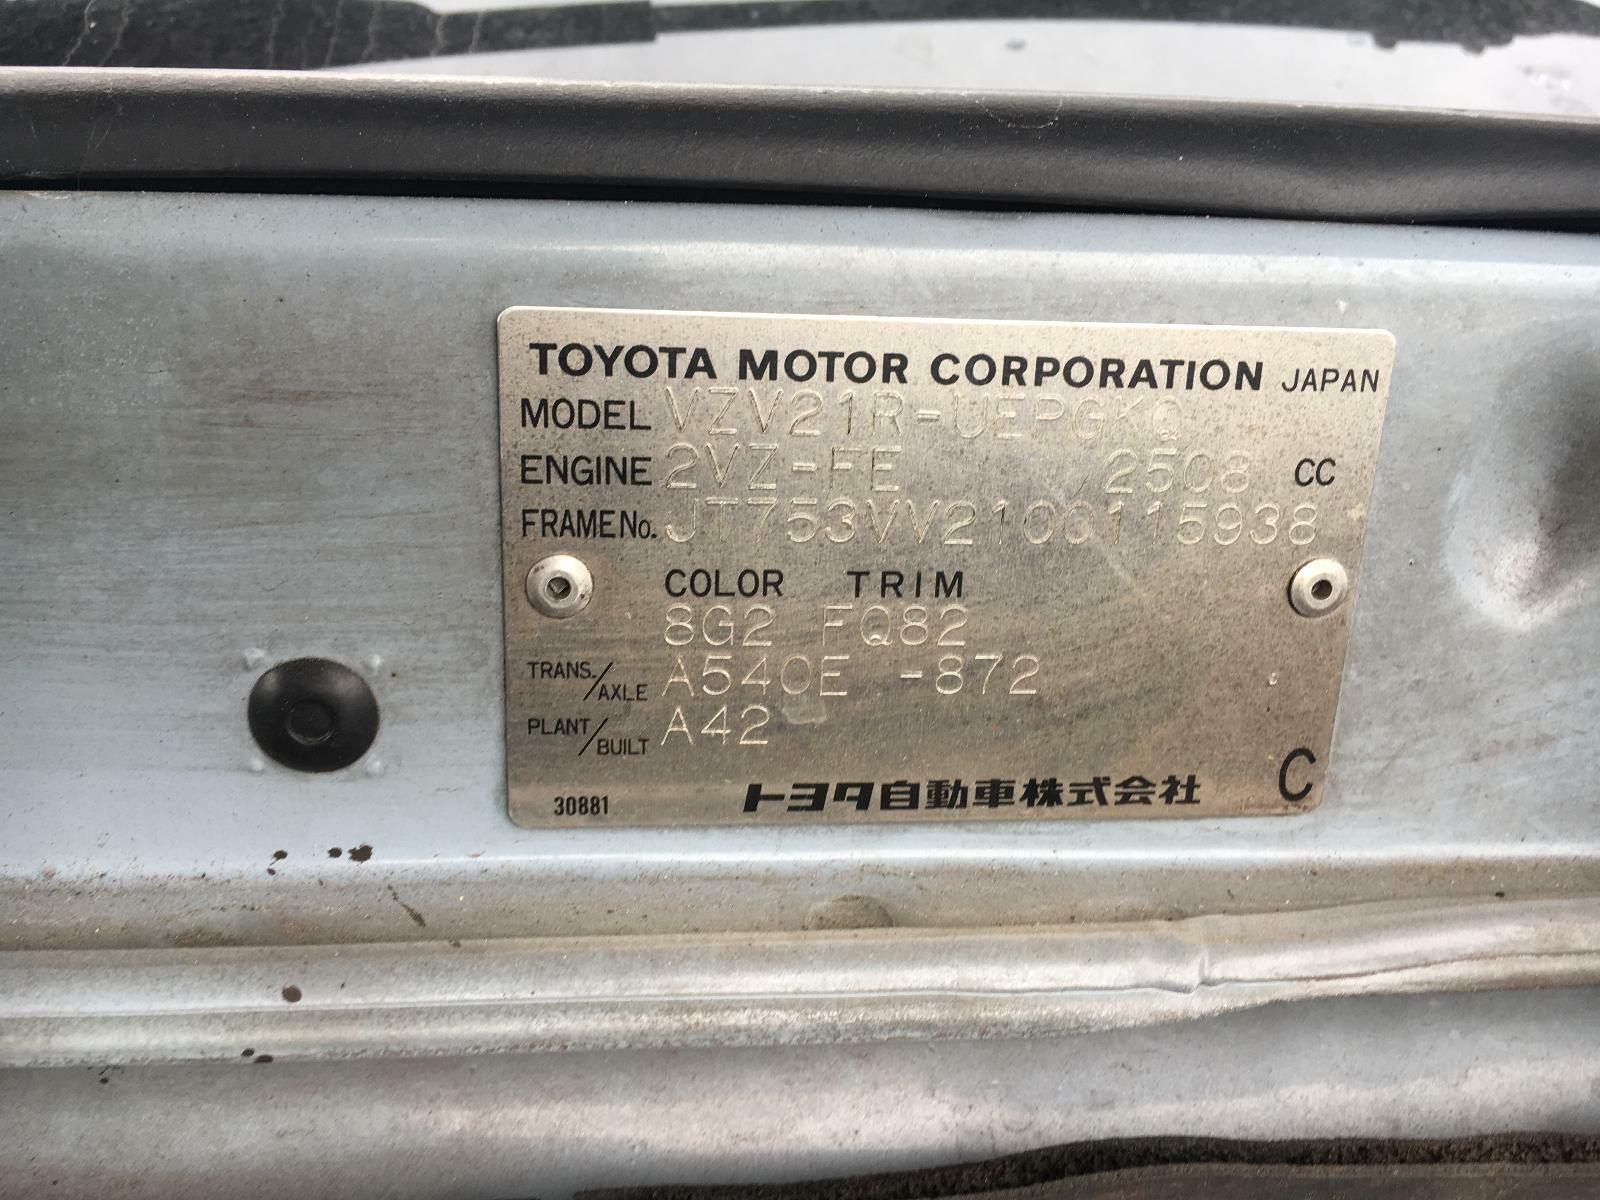 TOYOTA MOTOR CORPORATION JAPAN
MODEL VZV21R-UEPGKQ
ENGINE 2VZ-FE 2508 CC
FRAME No. JT753VV2100115938
COLOR TRIM
8G2 FQ82
TRANS./AXLE A540E -872
PLANT/BUILT A42
30881 トヨタ自動車株式会社 C